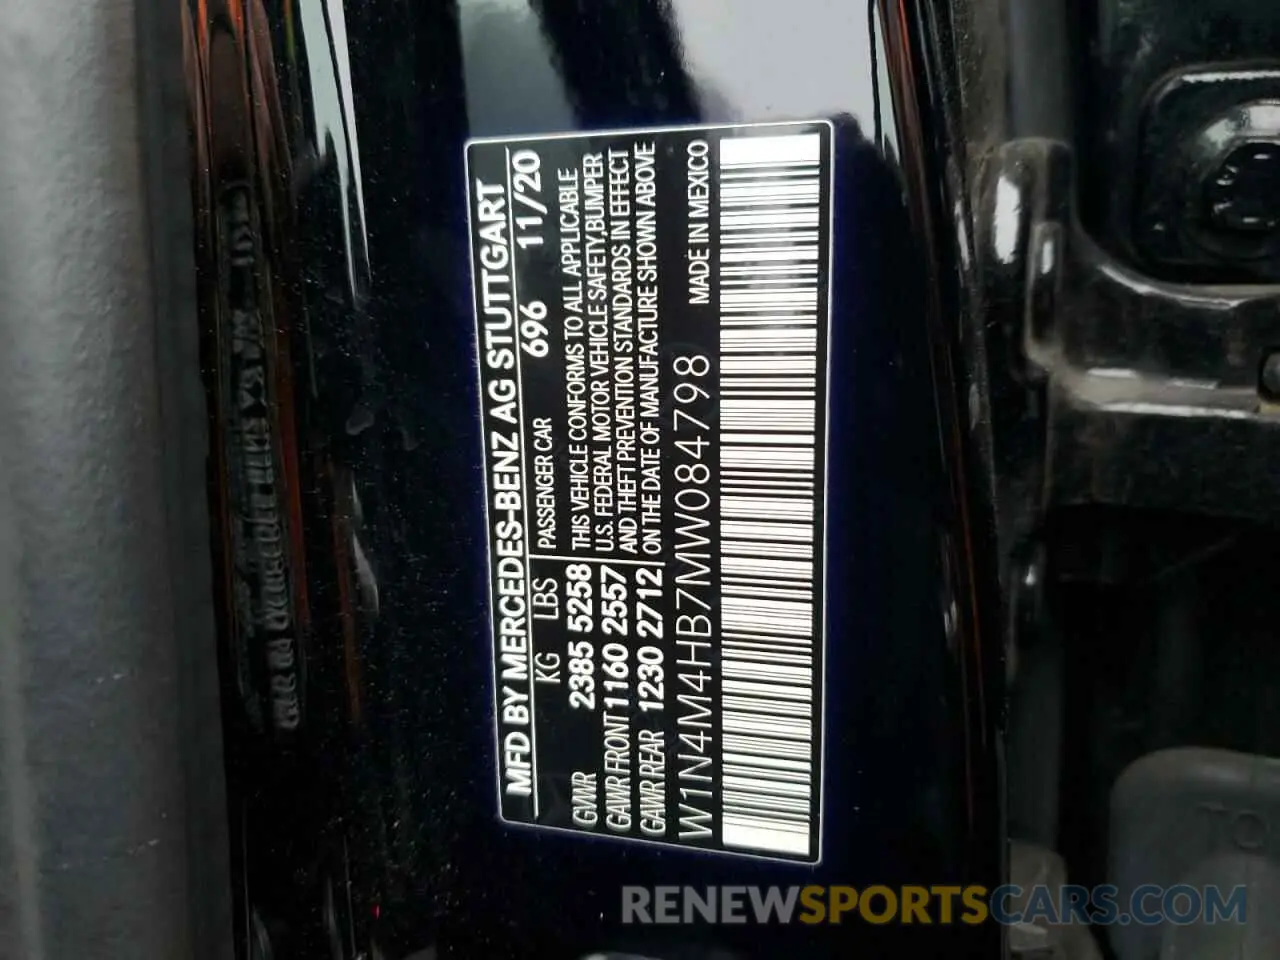 MFD BY MERCEDES-BENZ AG STUTTGART
KG LBS PASSENGER CAR 696 11/20
GVWR 2385 5258 THIS VEHICLE CONFORMS TO ALL APPLICABLE
GAWR FRONT 1160 2557 U.S. FEDERAL MOTOR VEHICLE SAFETY, BUMPER
GAWR REAR 1230 2712 AND THEFT PREVENTION STANDARDS IN EFFECT
ON THE DATE OF MANUFACTURE SHOWN ABOVE
W1N4M4HB7MW084798 MADE IN MEXICO
RENEWSPORTSCARS.COM